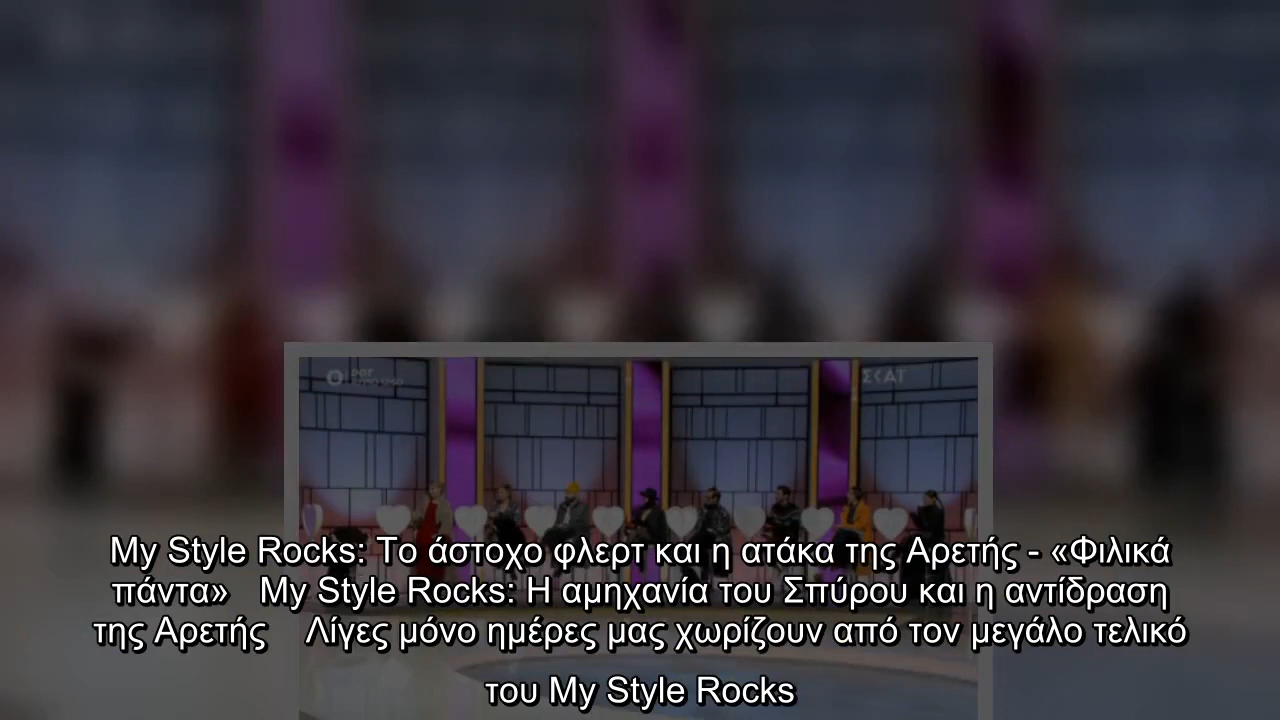 ΣΚΑΪ
My Style Rocks: Το άστοχο φλερτ και η ατάκα της Αρετής - «Φιλικά
πάντα»   My Style Rocks: Η αμηχανία του Σπύρου και η αντίδραση
της Αρετής    Λίγες μόνο ημέρες μας χωρίζουν από τον μεγάλο τελικό
του My Style Rocks